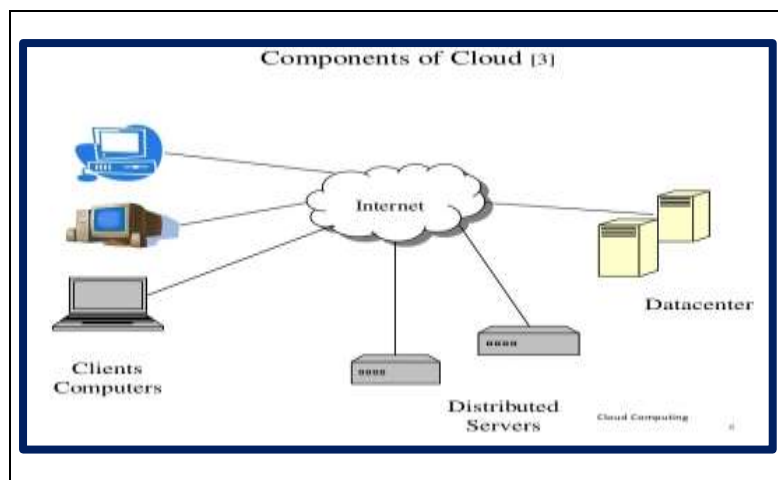 Components of Cloud [3]
Internet
Datacenter
Clients
Computers
Distributed
Servers
Cloud Computing